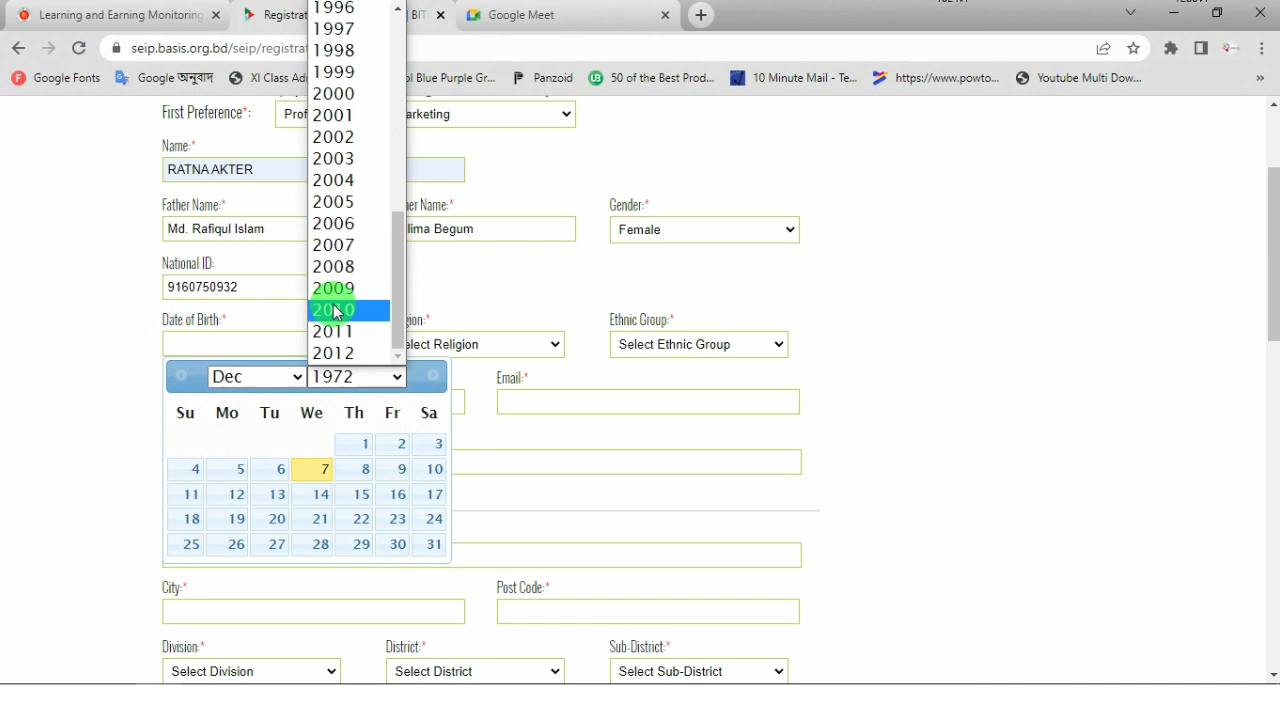 Learning and Earning Monitoring
Registrat
BIT
Google Meet
seip.basis.org.bd/seip/registrat
Google Fonts
Google অনুবাদ
XI Class Ad
ol Blue Purple Gr...
Panzoid
50 of the Best Prod...
10 Minute Mail - Te...
https://www.powto...
Youtube Multi Dow...
»
First Preference*:
Prof
arketing
Name:*
RATNA AKTER
Father Name:*
er Name:*
Gender:*
Md. Rafiqul Islam
lima Begum
Female
National ID:
9160750932
Date of Birth:*
gion:*
Ethnic Group:*
elect Religion
Select Ethnic Group
1996
1997
1998
1999
2000
2001
2002
2003
2004
2005
2006
2007
2008
2009
2010
2011
2012
Dec 1972
Su Mo Tu We Th Fr Sa
1 2 3
4 5 6 7 8 9 10
11 12 13 14 15 16 17
18 19 20 21 22 23 24
25 26 27 28 29 30 31
Email:*
City:*
Post Code:*
Division:*
District:*
Sub-District:*
Select Division
Select District
Select Sub-District